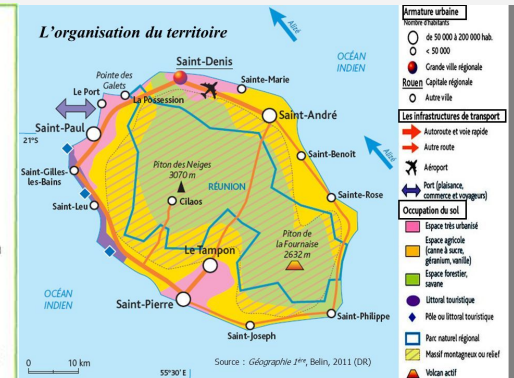 L'organisation du territoire
Alizé
OCÉAN
INDIEN
Saint-Denis
Pointe des
Galets
Sainte-Marie
Le Port
La Possession
Saint-André
Saint-Paul
21°S
Alizé
Piton des Neiges
3070 m
Saint-Benoît
Saint-Gilles-
les-Bains
RÉUNION
Cilaos
Sainte-Rose
Saint-Leu
Piton de
la Fournaise
2632 m
Le Tampon
OCÉAN
INDIEN
Saint-Pierre
Saint-Philippe
Saint-Joseph
0 10 km
55°30' E
Source : Géographie 1ère, Belin, 2011 (DR)
Armature urbaine
Nombre d'habitants
de 50 000 à 200 000 hab.
< 50 000
Grande ville régionale
Rouen Capitale régionale
Autre ville
Les infrastructures de transport
Autoroute et voie rapide
Autre route
Aéroport
Port (plaisance,
commerce et voyageurs)
Occupation du sol
Espace très urbanisé
Espace agricole
(canne à sucre,
géranium, vanille)
Espace forestier,
savane
Littoral touristique
Pôle ou littoral touristique
Parc naturel régional
Massif montagneux ou relief
Volcan actif